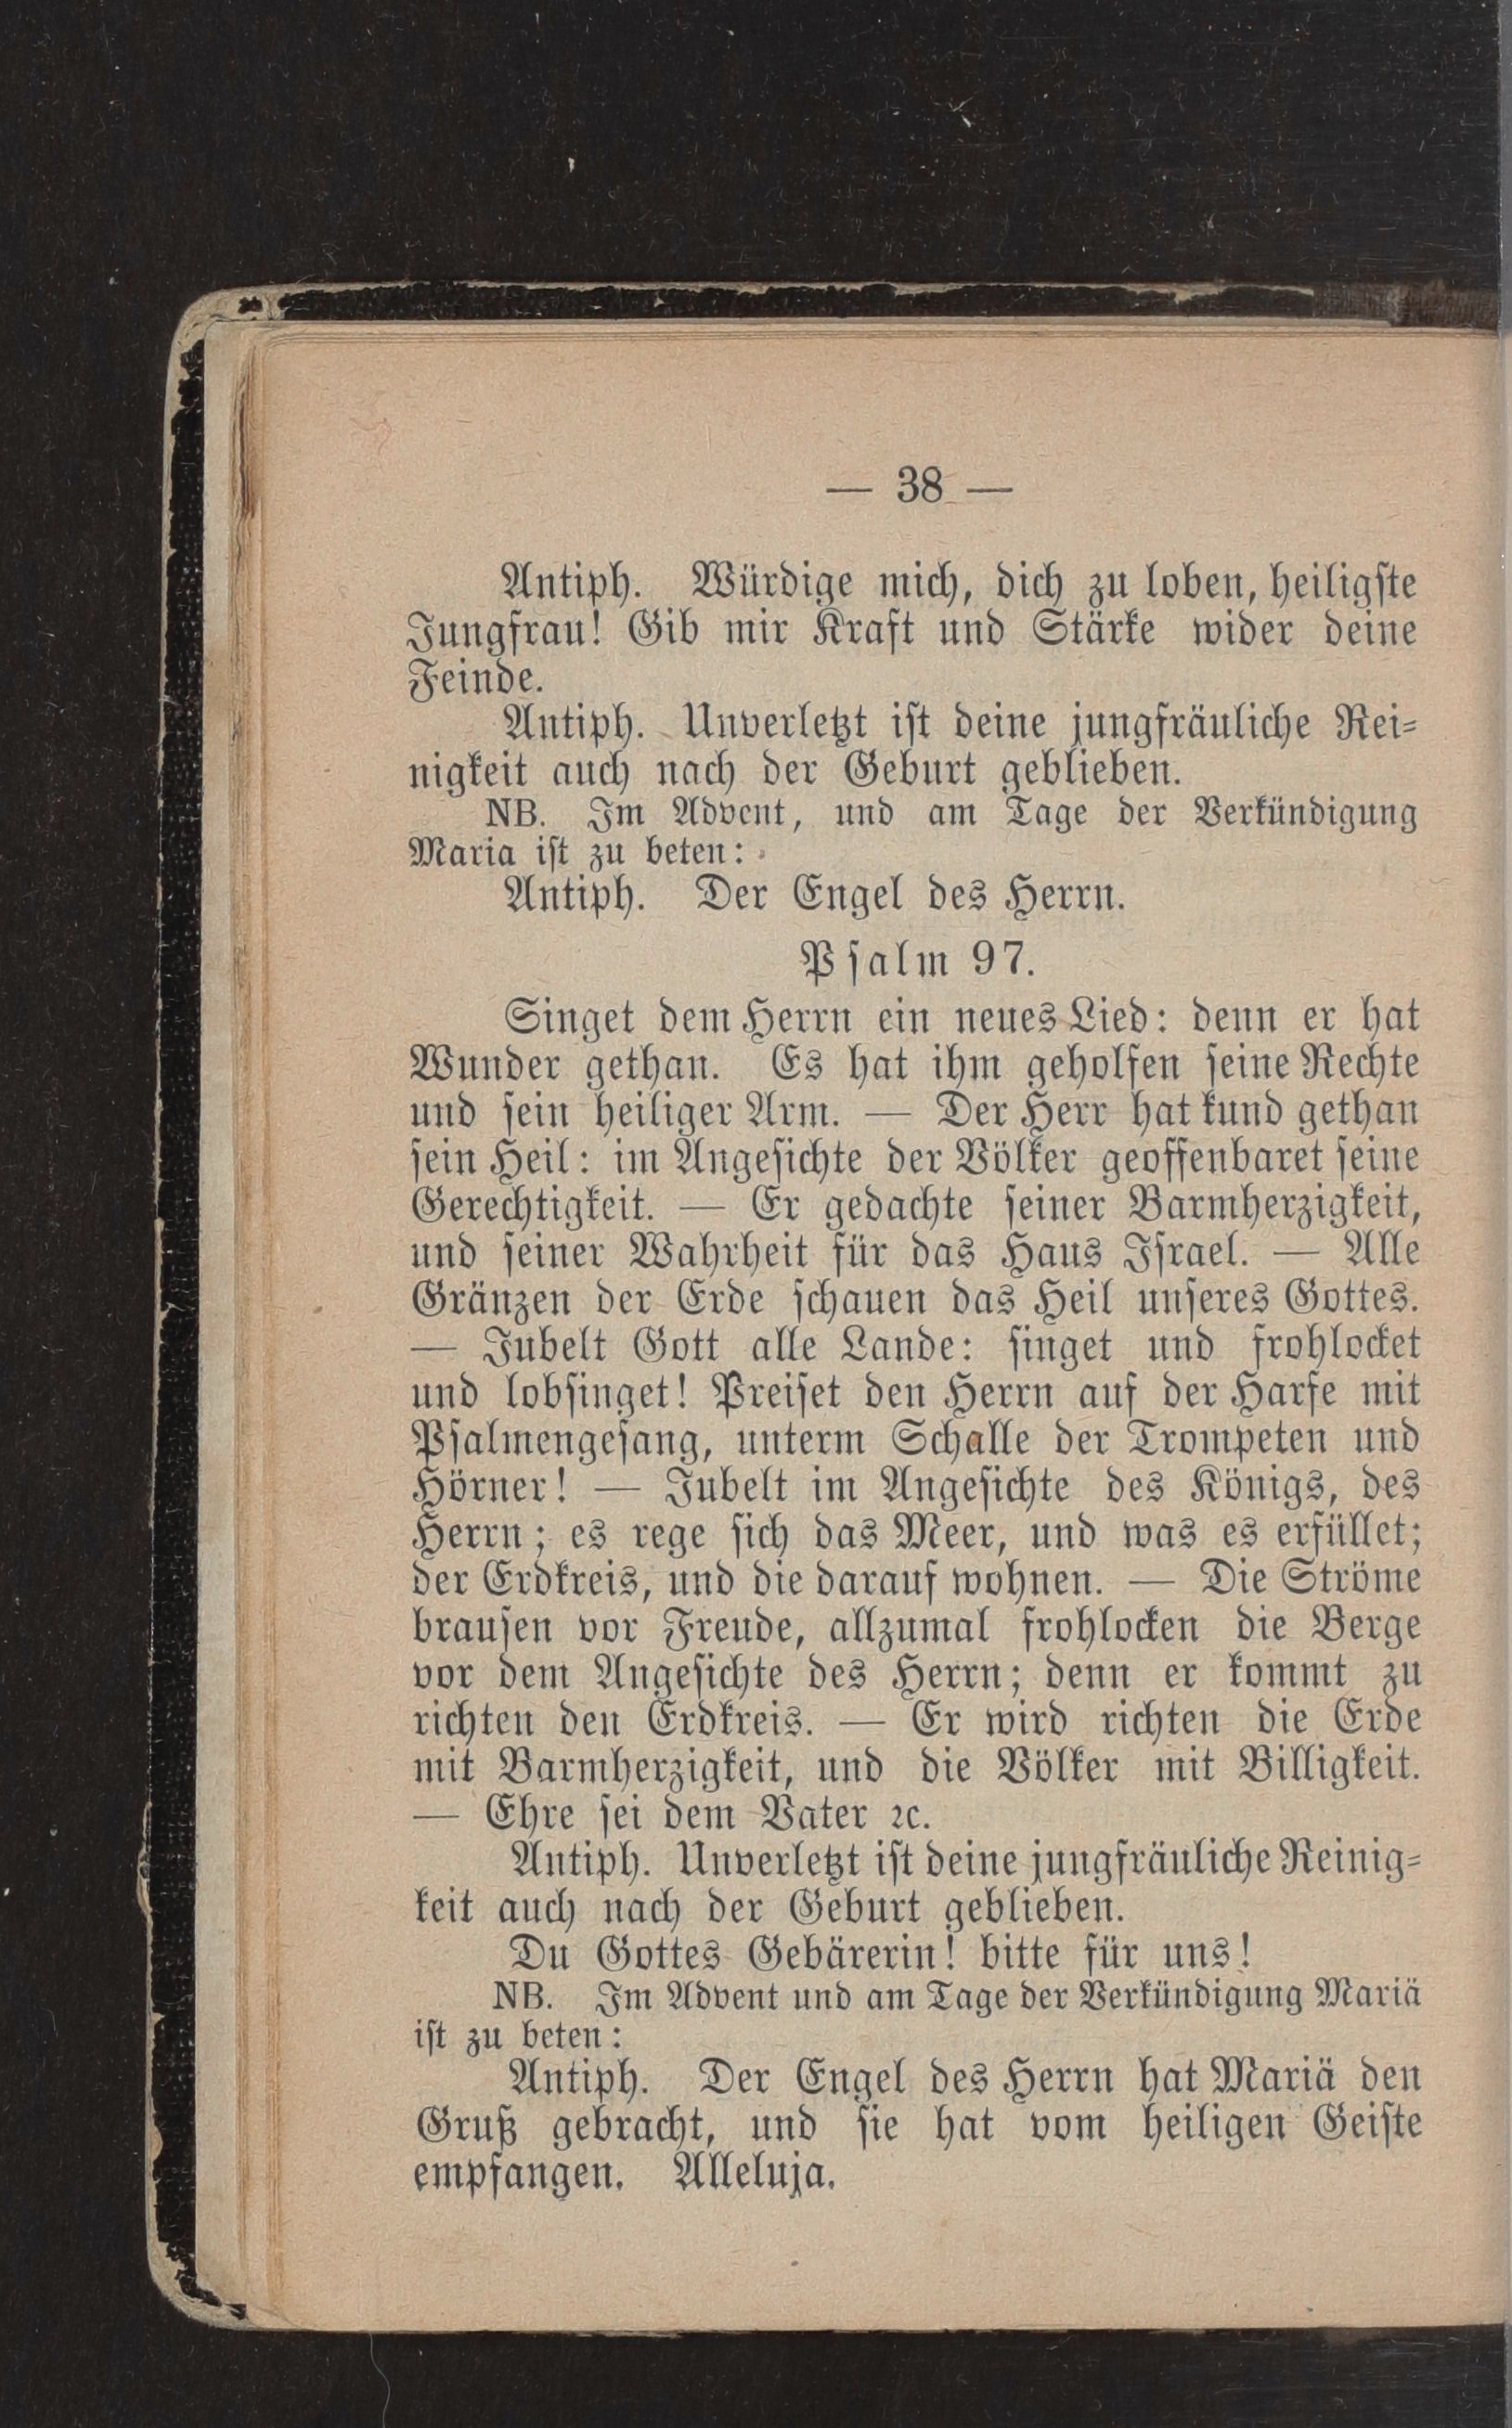 — 38 —
Antiph. Würdige mich, dich zu loben, heiligste
Jungfrau! Gib mir Kraft und Stärke wider deine
Feinde.
Antiph. Unverletzt ist deine jungfräuliche Rei-
nigkeit auch nach der Geburt geblieben.
NB. Im Advent, und am Tage der Verkündigung
Maria ist zu beten:
Antiph. Der Engel des Herrn.
Psalm 97.
Singet dem Herrn ein neues Lied: denn er hat
Wunder gethan. Es hat ihm geholfen seine Rechte
und sein heiliger Arm. — Der Herr hat kund gethan
sein Heil: im Angesichte der Völker geoffenbaret seine
Gerechtigkeit. — Er gedachte seiner Barmherzigkeit,
und seiner Wahrheit für das Haus Israel. — Alle
Gränzen der Erde schauen das Heil unseres Gottes.
— Jubelt Gott alle Lande: singet und frohlocket
und lobsinget! Preiset den Herrn auf der Harfe mit
Psalmengesang, unterm Schalle der Trompeten und
Hörner! — Jubelt im Angesichte des Königs, des
Herrn; es rege sich das Meer, und was es erfüllet;
der Erdkreis, und die darauf wohnen. — Die Ströme
brausen vor Freude, allzumal frohlocken die Berge
vor dem Angesichte des Herrn; denn er kommt zu
richten den Erdkreis. — Er wird richten die Erde
mit Barmherzigkeit, und die Völker mit Billigkeit.
— Ehre sei dem Vater ꝛc.
Antiph. Unverletzt ist deine jungfräuliche Reinig-
keit auch nach der Geburt geblieben.
Du Gottes Gebärerin! bitte für uns!
NB. Im Advent und am Tage der Verkündigung Mariä
ist zu beten:
Antiph. Der Engel des Herrn hat Mariä den
Gruß gebracht, und sie hat vom heiligen Geiste
empfangen. Alleluja.